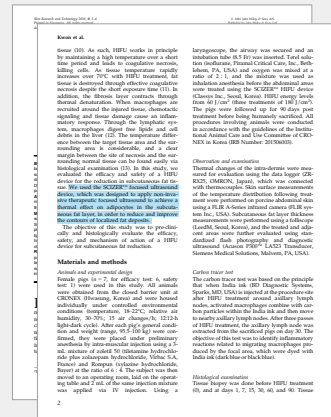 Kwon et al.
tissue (10). As such, HIFU works in principle
by maintaining a high temperature over a short
time period and leads to coagulative necrosis,
killing cells. As tissue temperature rapidly
increases over 70°C with HIFU treatment, fat
tissue is destroyed through effective coagulative
necrosis despite the short exposure time (11). In
addition, the fibrosis layer contracts through
thermal denaturation. When macrophages are
recruited around the injured tissue, chemotactic
signaling and tissue damage causes an inflam-
matory response. Through the lymphatic sys-
tem, macrophages digest free lipids and cell
debris in the liver (12). The temperature differ-
ence between the target tissue area and the sur-
rounding area is considerable, and a clear
margin between the site of necrosis and the sur-
rounding normal tissue can be found easily via
histological examination (13). In this study, we
evaluated the efficacy and safety of a HIFU
device for the reduction in subcutaneous fat tis-
sue. We used the SCIZER™ focused ultrasound
device, which was designed to apply non-inva-
sive therapeutic focused ultrasound to achieve a
thermal effect on adipocytes in the subcuta-
neous fat layer, in order to reduce and improve
the contours of localized fat deposits.
The objective of this study is to pre-clini-
cally and histologically evaluate the efficacy,
safety, and mechanism of action of a HIFU
device for subcutaneous fat reduction.
Materials and methods
Animals and experimental design
Female pigs (n = 7, for efficacy test: 6, safety
test: 1) were used in this study. All animals
were obtained from the closed barrier unit at
CRONEX (Hwasung, Korea) and were housed
individually under controlled environmental
conditions (temperature, 18–22°C, relative air
humidity, 30–70%; 15 air changes/h; 12:12-h
light-dark cycle). After each pig's general condi-
tion and weight (range, 95.5–100 kg) were con-
firmed, they were placed under preliminary
anesthesia by intra-muscular injection using a 3-
mL mixture of zoletil 50 (tiletamine hydrochlo-
ride plus zolazepam hydrochloride, Virbac S.A,
France) and Rompun (xylazine hydrochloride,
Bayer) at the ratio of 6 : 4. The subject was then
moved to an operating room, laid on the operat-
ing table and 2 mL of the same injection mixture
was applied via IV injection. Using a
laryngoscope, the airway was secured and an
intubation tube (6.5 Fr) was inserted. Terol solu-
tion (isoflurane, Piramal Critical Care, Inc., Beth-
lehem, PA, USA) and oxygen was mixed at a
ratio of 2 : 1, and the mixture was used as
inhalation anesthesia before the abdominal areas
were treated using the SCIZER™ HIFU device
(Classys Inc., Seoul, Korea). HIFU energy levels
The pigs were followed up for 90 days post
treatment before being humanely sacrificed. All
procedures involving animals were conducted
in accordance with the guidelines of the Institu-
tional Animal Care and Use Committee of CRO-
NEX in Korea (IRB Number: 201506003).
Observation and examination
Thermal changes of the intra-dermis were mea-
sured for evaluation using the data logger (ZR-
RX25, OMRON, Japan), which was connected
with thermocouples. Skin surface measurements
of the temperature distribution following treat-
ment were performed on porcine abdominal skin
using a FLIR A-Series infrared camera (FLIR sys-
tem Inc., USA). Subcutaneous fat layer thickness
measurements were performed using a fallscope
(Leedfal, Seoul, Korea), and the treated and adja-
cent areas were further evaluated using stan-
dardized flash photography and diagnostic
Siemens Medical Solutions, Malvern, PA, USA).
Carbon tracer test
The carbon tracer test was based on the principle
that when India ink (BD Diagnostic Systems,
Sparks, MD, USA) is injected at the procedure site
after HIFU treatment around axillary lymph
nodes, activated macrophages combine with car-
bon particles within the India ink and then move
to nearby axillary lymph nodes. After three phases
of HIFU treatment, the axillary lymph node was
extracted from the sacrificed pig on day 30. The
objective of this test was to identify inflammatory
reactions related to migrating macrophages pro-
duced by the focal area, which were dyed with
India ink (dark blue or black blue).
Histological examination
Tissue biopsy was done before HIFU treatment
(0), and at days 1, 7, 15, 30, 60, and 90. Tissue
2